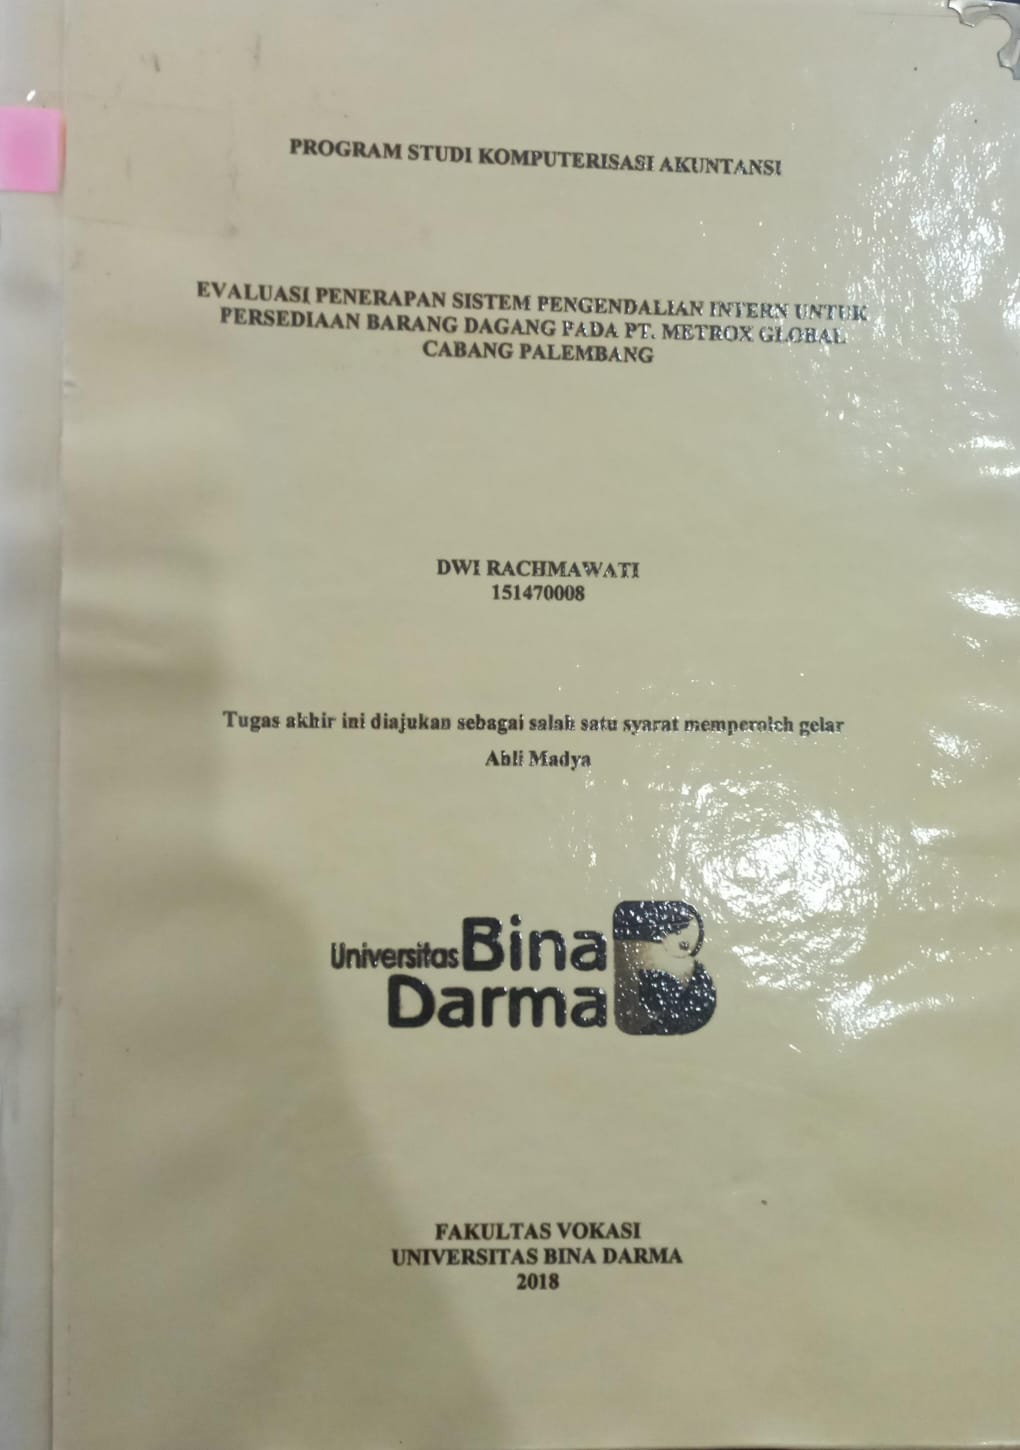 PROGRAM STUDI KOMPUTERISASI AKUNTANSI
EVALUASI PENERAPAN SISTEM PENGENDALIAN INTERN UNTUK
PERSEDIAAN BARANG DAGANG PADA PT. METROX GLOBAL
CABANG PALEMBANG
DWI RACHMAWATI
151470008
Tugas akhir ini diajukan sebagai salah satu syarat memperoleh gelar
Ahli Madya
Universitas Bina
Darma
FAKULTAS VOKASI
UNIVERSITAS BINA DARMA
2018